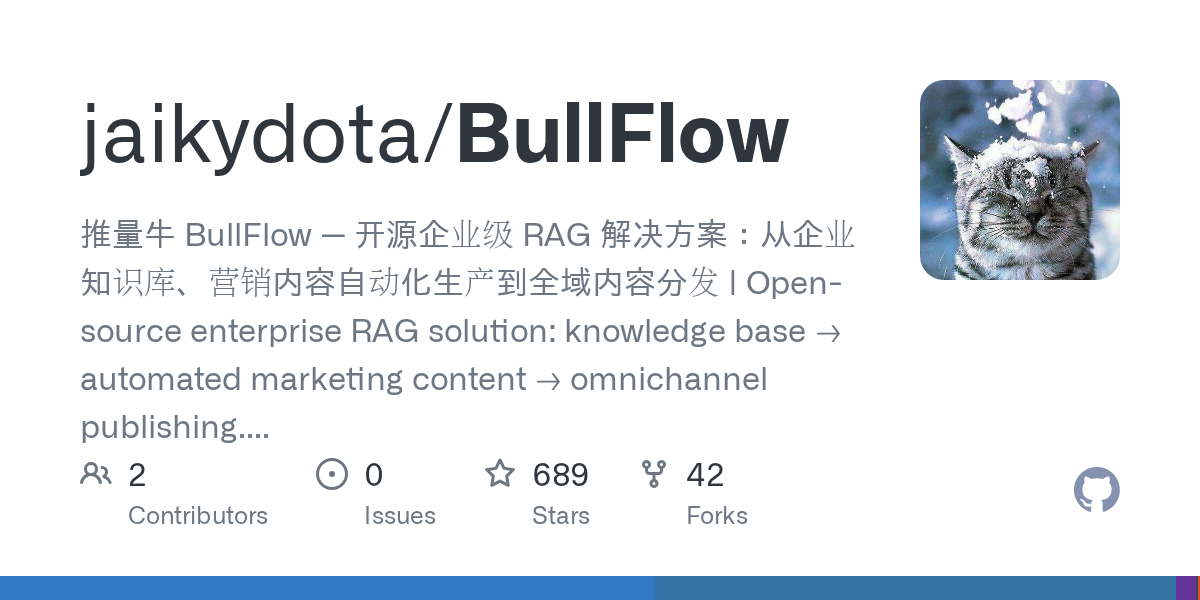 jaikydota/BullFlow
推量牛 BullFlow — 开源企业级 RAG 解决方案：从企业
知识库、营销内容自动化生产到全域内容分发 | Open-
source enterprise RAG solution: knowledge base →
automated marketing content → omnichannel
publishing....
2 0 689 42
Contributors Issues Stars Forks